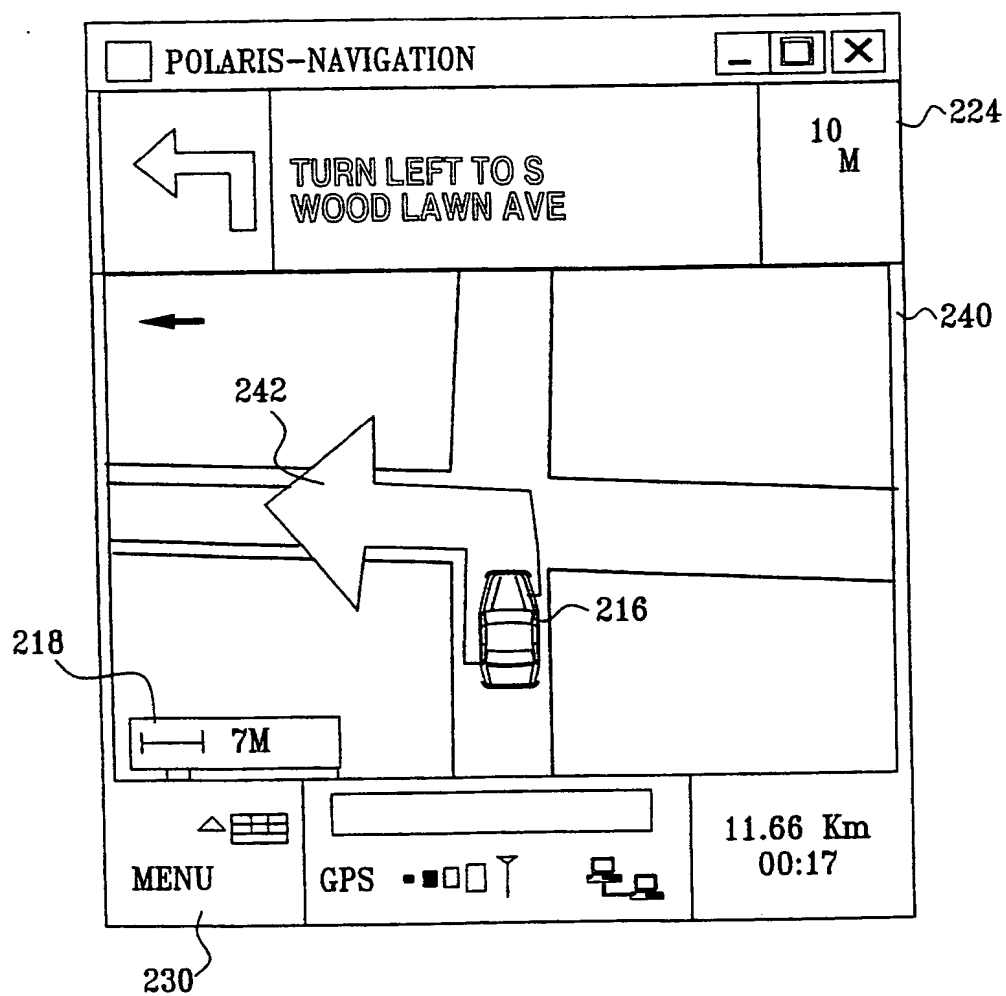 POLARIS-NAVIGATION
224
10
M
TURN LEFT TO S
WOOD LAWN AVE
240
242
216
218
7M
11.66 Km
00:17
MENU
GPS
230